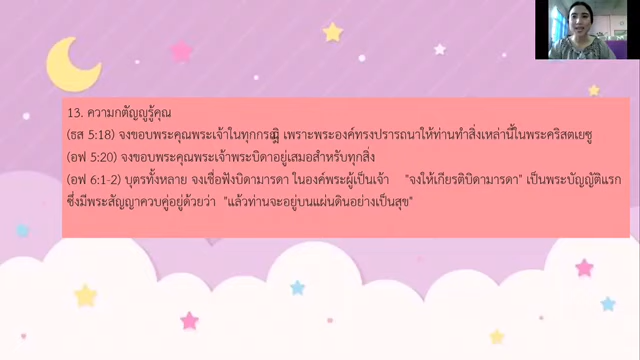 13. ความกตัญญูรู้คุณ
(ธส 5:18) จงขอบพระคุณพระเจ้าในทุกกรณี เพราะพระองค์ทรงปรารถนาให้ท่านทำสิ่งเหล่านี้ในพระคริสตเยซู
(อฟ 5:20) จงขอบพระคุณพระเจ้าพระบิดาอยู่เสมอสำหรับทุกสิ่ง
(อฟ 6:1-2) บุตรทั้งหลาย จงเชื่อฟังบิดามารดา ในองค์พระผู้เป็นเจ้า "จงให้เกียรติบิดามารดา" เป็นพระบัญญัติแรก
ซึ่งมีพระสัญญาควบคู่อยู่ด้วยว่า "แล้วท่านจะอยู่บนแผ่นดินอย่างเป็นสุข"